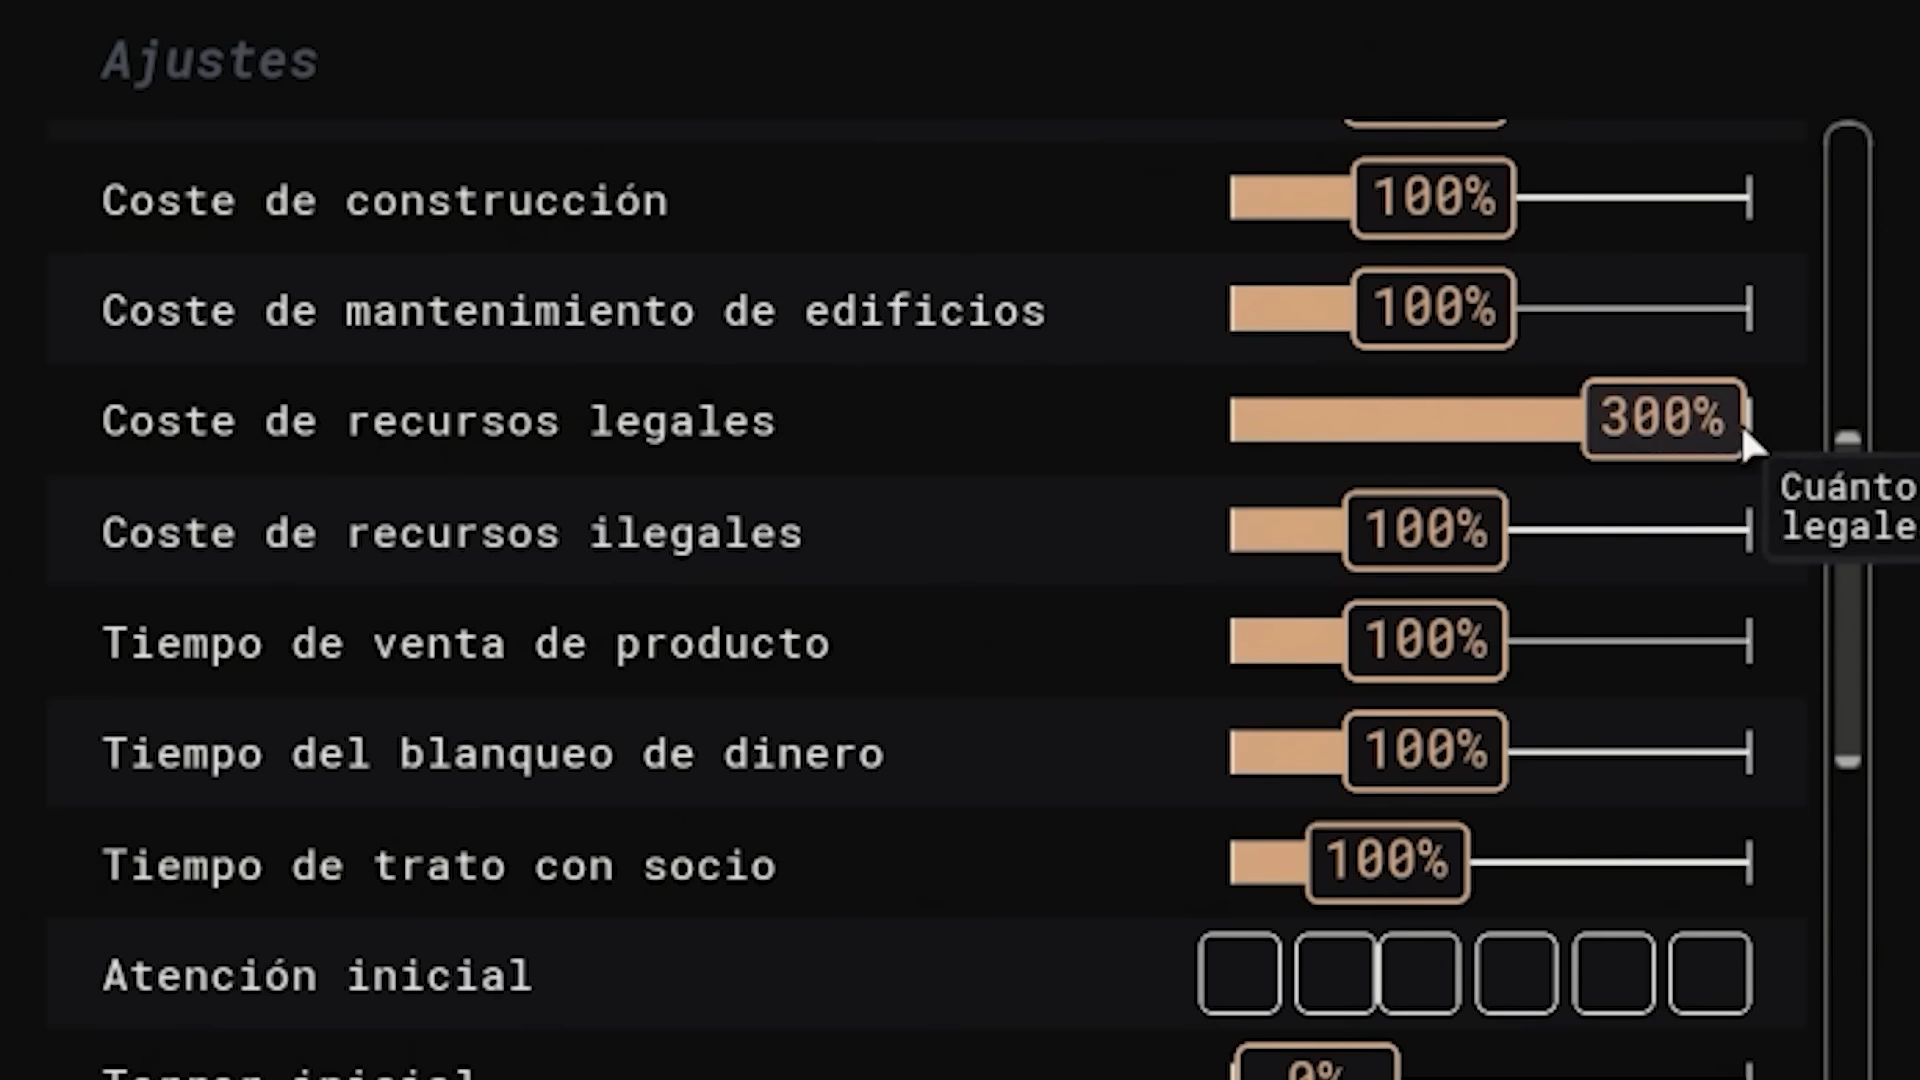 Ajustes
Coste de construcción 100%
Coste de mantenimiento de edificios 100%
Coste de recursos legales 300%
Cuánto
legale
Coste de recursos ilegales 100%
Tiempo de venta de producto 100%
Tiempo del blanqueo de dinero 100%
Tiempo de trato con socio 100%
Atención inicial
inicial 0%